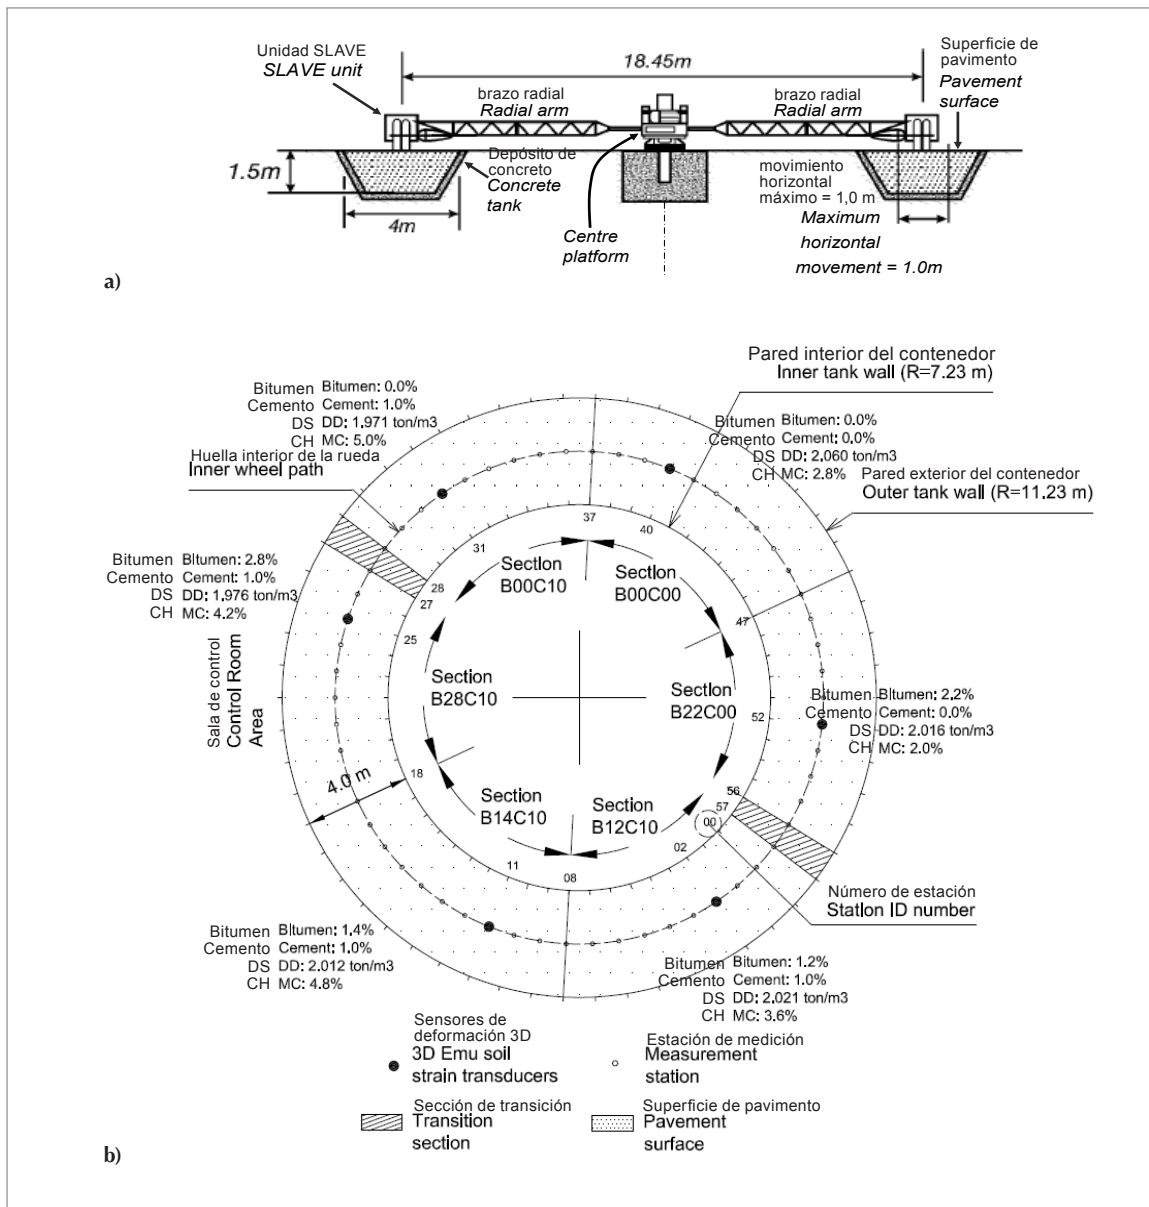 Unidad SLAVE
SLAVE unit
18.45m
Superficie de
pavimento
Pavement
surface
brazo radial
Radial arm
brazo radial
Radial arm
1.5m
Depósito de
concreto
Concrete
tank
4m
Centre
platform
movimiento
horizontal
máximo = 1,0 m
Maximum
horizontal
movement = 1.0m
a)
Pared interior del contenedor
Inner tank wall (R=7.23 m)
Bitumen Bitumen: 0.0%
Cemento Cement: 1.0%
DS DD: 1.971 ton/m3
CH MC: 5.0%
Huella interior de la rueda
Inner wheel path
Bitumen Bitumen: 0.0%
Cemento Cement: 0.0%
DS DD: 2.060 ton/m3
CH MC: 2.8%
Pared exterior del contenedor
Outer tank wall (R=11.23 m)
37
40
31
28
27
25
47
52
56
57
00
02
08
11
18
Section
B00C10
Section
B00C00
Bitumen Bitumen: 2.8%
Cemento Cement: 1.0%
DS DD: 1.976 ton/m3
CH MC: 4.2%
Sala de control
Control Room
Area
Section
B28C10
Section
B22C00
Bitumen Bitumen: 2.2%
Cemento Cement: 0.0%
DS DD: 2.016 ton/m3
CH MC: 2.0%
4.0 m
Section
B14C10
Section
B12C10
Número de estación
Station ID number
Bitumen Bitumen: 1.4%
Cemento Cement: 1.0%
DS DD: 2.012 ton/m3
CH MC: 4.8%
Bitumen Bitumen: 1.2%
Cemento Cement: 1.0%
DS DD: 2.021 ton/m3
CH MC: 3.6%
Sensores de
deformación 3D
3D Emu soil
strain transducers
Estación de medición
Measurement
station
Sección de transición
Transition
section
Superficie de pavimento
Pavement
surface
b)